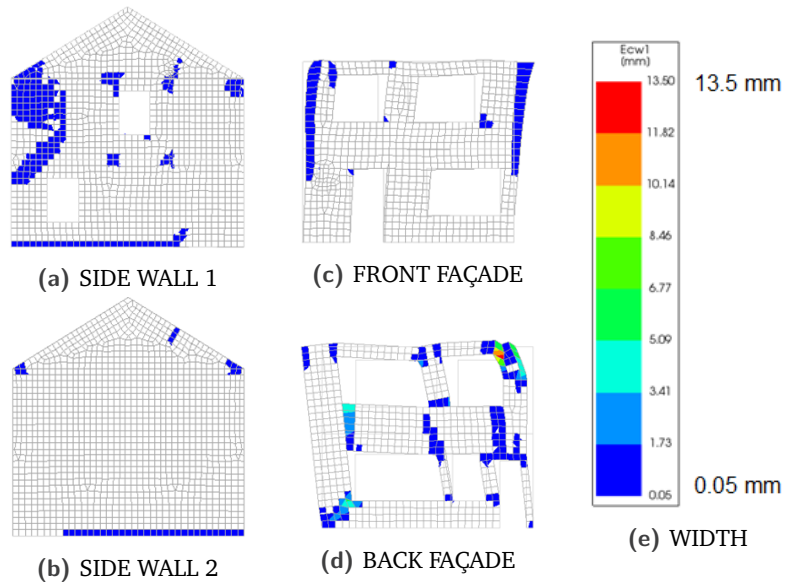 (a) SIDE WALL 1
(c) FRONT FAÇADE
(b) SIDE WALL 2
(d) BACK FAÇADE
Ecw1
(mm)
13.50
11.82
10.14
8.46
6.77
5.09
3.41
1.73
0.05
13.5 mm
0.05 mm
(e) WIDTH